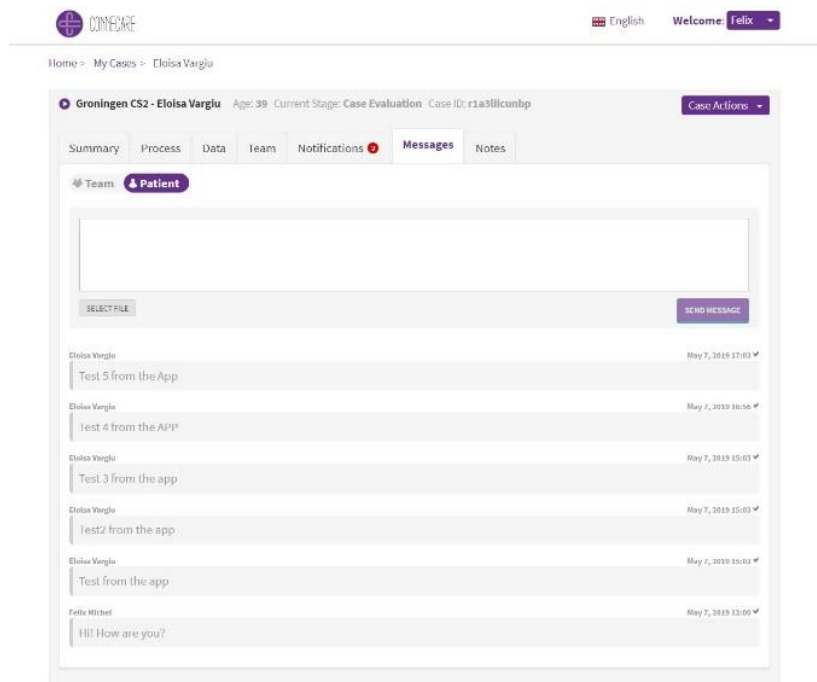 CONNECARE
English
Welcome: Felix
Home > My Cases > Eloisa Vargiu
Groningen CS2 - Eloisa Vargiu Age: 39 Current Stage: Case Evaluation Case ID: r1a3liicunbp
Case Actions
Summary Process Data Team Notifications 2 Messages Notes
Team Patient
SELECT FILE
SEND MESSAGE
Eloisa Vargiu May 7, 2019 17:03
Test 5 from the App
Eloisa Vargiu May 7, 2019 16:56
Test 4 from the APP
Eloisa Vargiu May 7, 2019 15:03
Test 3 from the app
Eloisa Vargiu May 7, 2019 15:03
Test2 from the app
Eloisa Vargiu May 7, 2019 15:03
Test from the app
Felix Michel May 7, 2019 12:00
Hi! How are you?